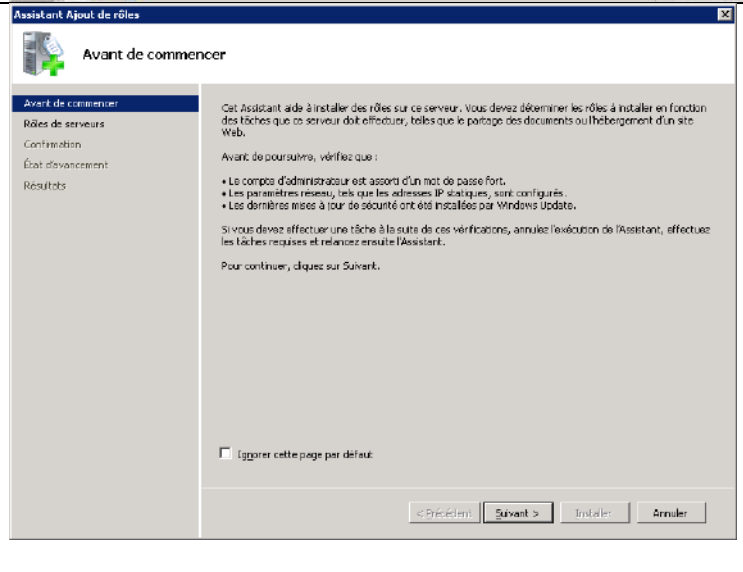 Assistant Ajout de rôles
Avant de commencer
Avant de commencer
Rôles de serveurs
Confirmation
État d'avancement
Résultats
Cet Assistant aide à installer des rôles sur ce serveur. Vous devez déterminer les rôles à installer en fonction
des tâches que ce serveur doit effectuer, telles que le partage des documents ou l'hébergement d'un site
Web.
Avant de poursuivre, vérifiez que :
• Le compte d'administrateur est assorti d'un mot de passe fort.
• Les paramètres réseau, tels que les adresses IP statiques, sont configurés.
• Les dernières mises à jour de sécurité ont été installées par Windows Update.
Si vous devez effectuer une tâche à la suite de ces vérifications, annulez l'exécution de l'Assistant, effectuez
les tâches requises et relancez ensuite l'Assistant.
Pour continuer, cliquez sur Suivant.
Ignorer cette page par défaut
< Précédent Suivant > Installer Annuler